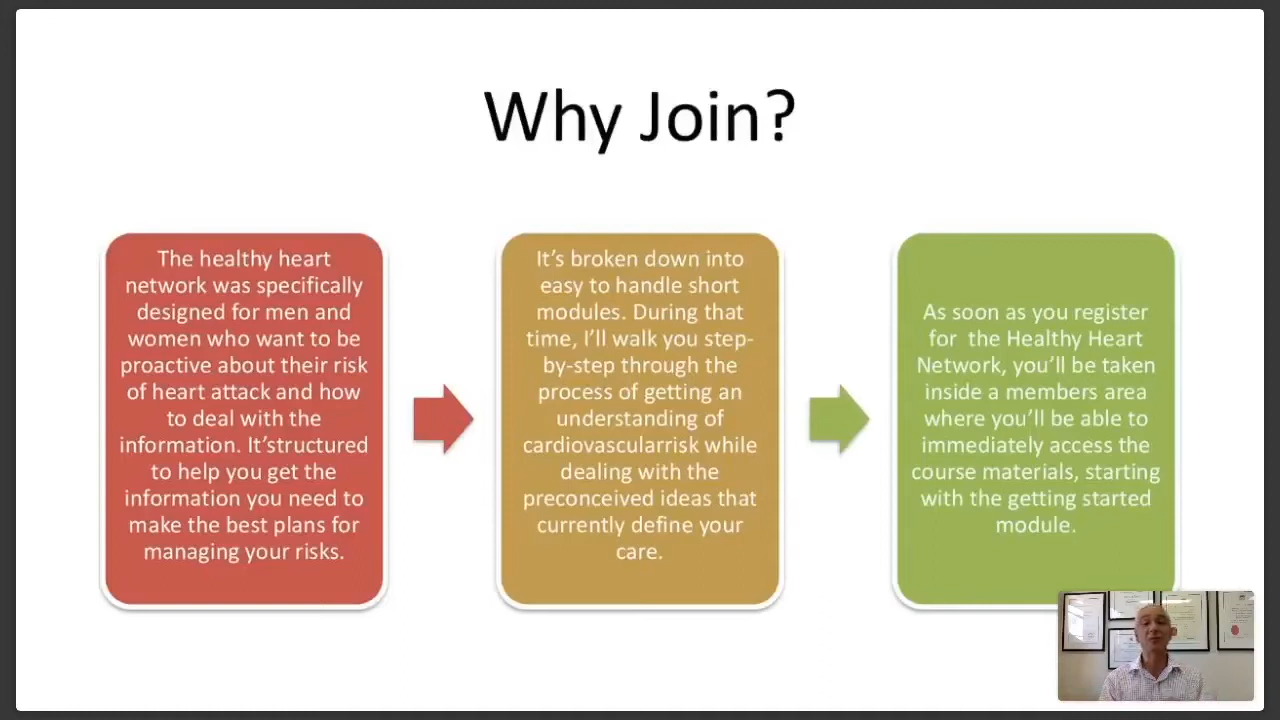 Why Join?
The healthy heart
network was specifically
designed for men and
women who want to be
proactive about their risk
of heart attack and how
to deal with the
information. It’structured
to help you get the
information you need to
make the best plans for
managing your risks.
It’s broken down into
easy to handle short
modules. During that
time, I’ll walk you step-
by-step through the
process of getting an
understanding of
cardiovascularrisk while
dealing with the
preconceived ideas that
currently define your
care.
As soon as you register
for  the Healthy Heart
Network, you’ll be taken
inside a members area
where you’ll be able to
immediately access the
course materials, starting
with the getting started
module.